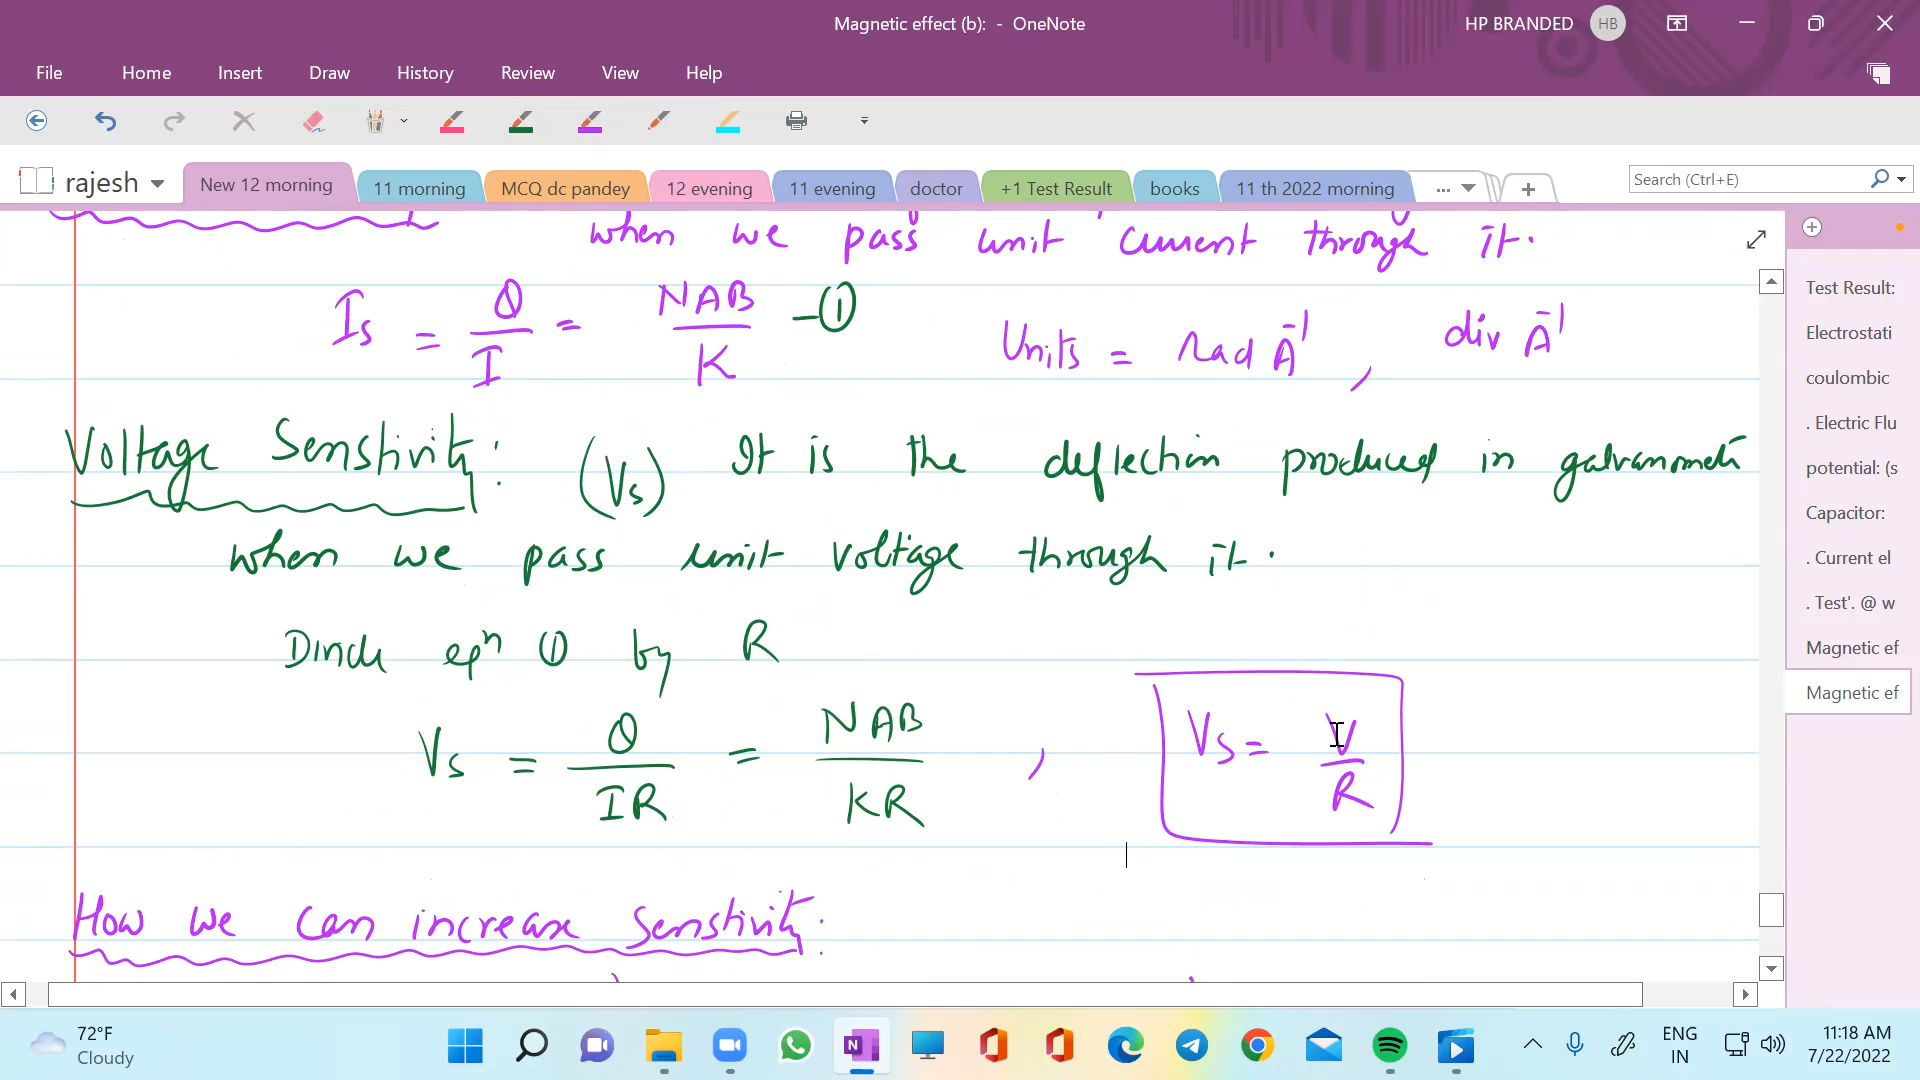 Magnetic effect (b): - OneNote
HP BRANDED HB
File Home Insert Draw History Review View Help
rajesh New 12 morning 11 morning MCQ dc pandey 12 evening 11 evening doctor +1 Test Result books 11 th 2022 morning ... + Search (Ctrl+E)
when we pass unit current through it.
Is = θ/I = NAB/K - ① Units = rad A⁻¹, div A⁻¹
Voltage Senstivity: (Vs) It is the deflection produced in
when we pass unit voltage through it.
eqⁿ ① by R
Vs = θ/IR = NAB/KR , Vs = V/R
How we can increase Senstivity:
Test Result:
Electrostati
coulombic
. Electric Flu
potential: (s
Capacitor:
. Current el
. Test'. @ w
Magnetic ef
Magnetic ef
72°F
Cloudy
ENG
IN
11:18 AM
7/22/2022